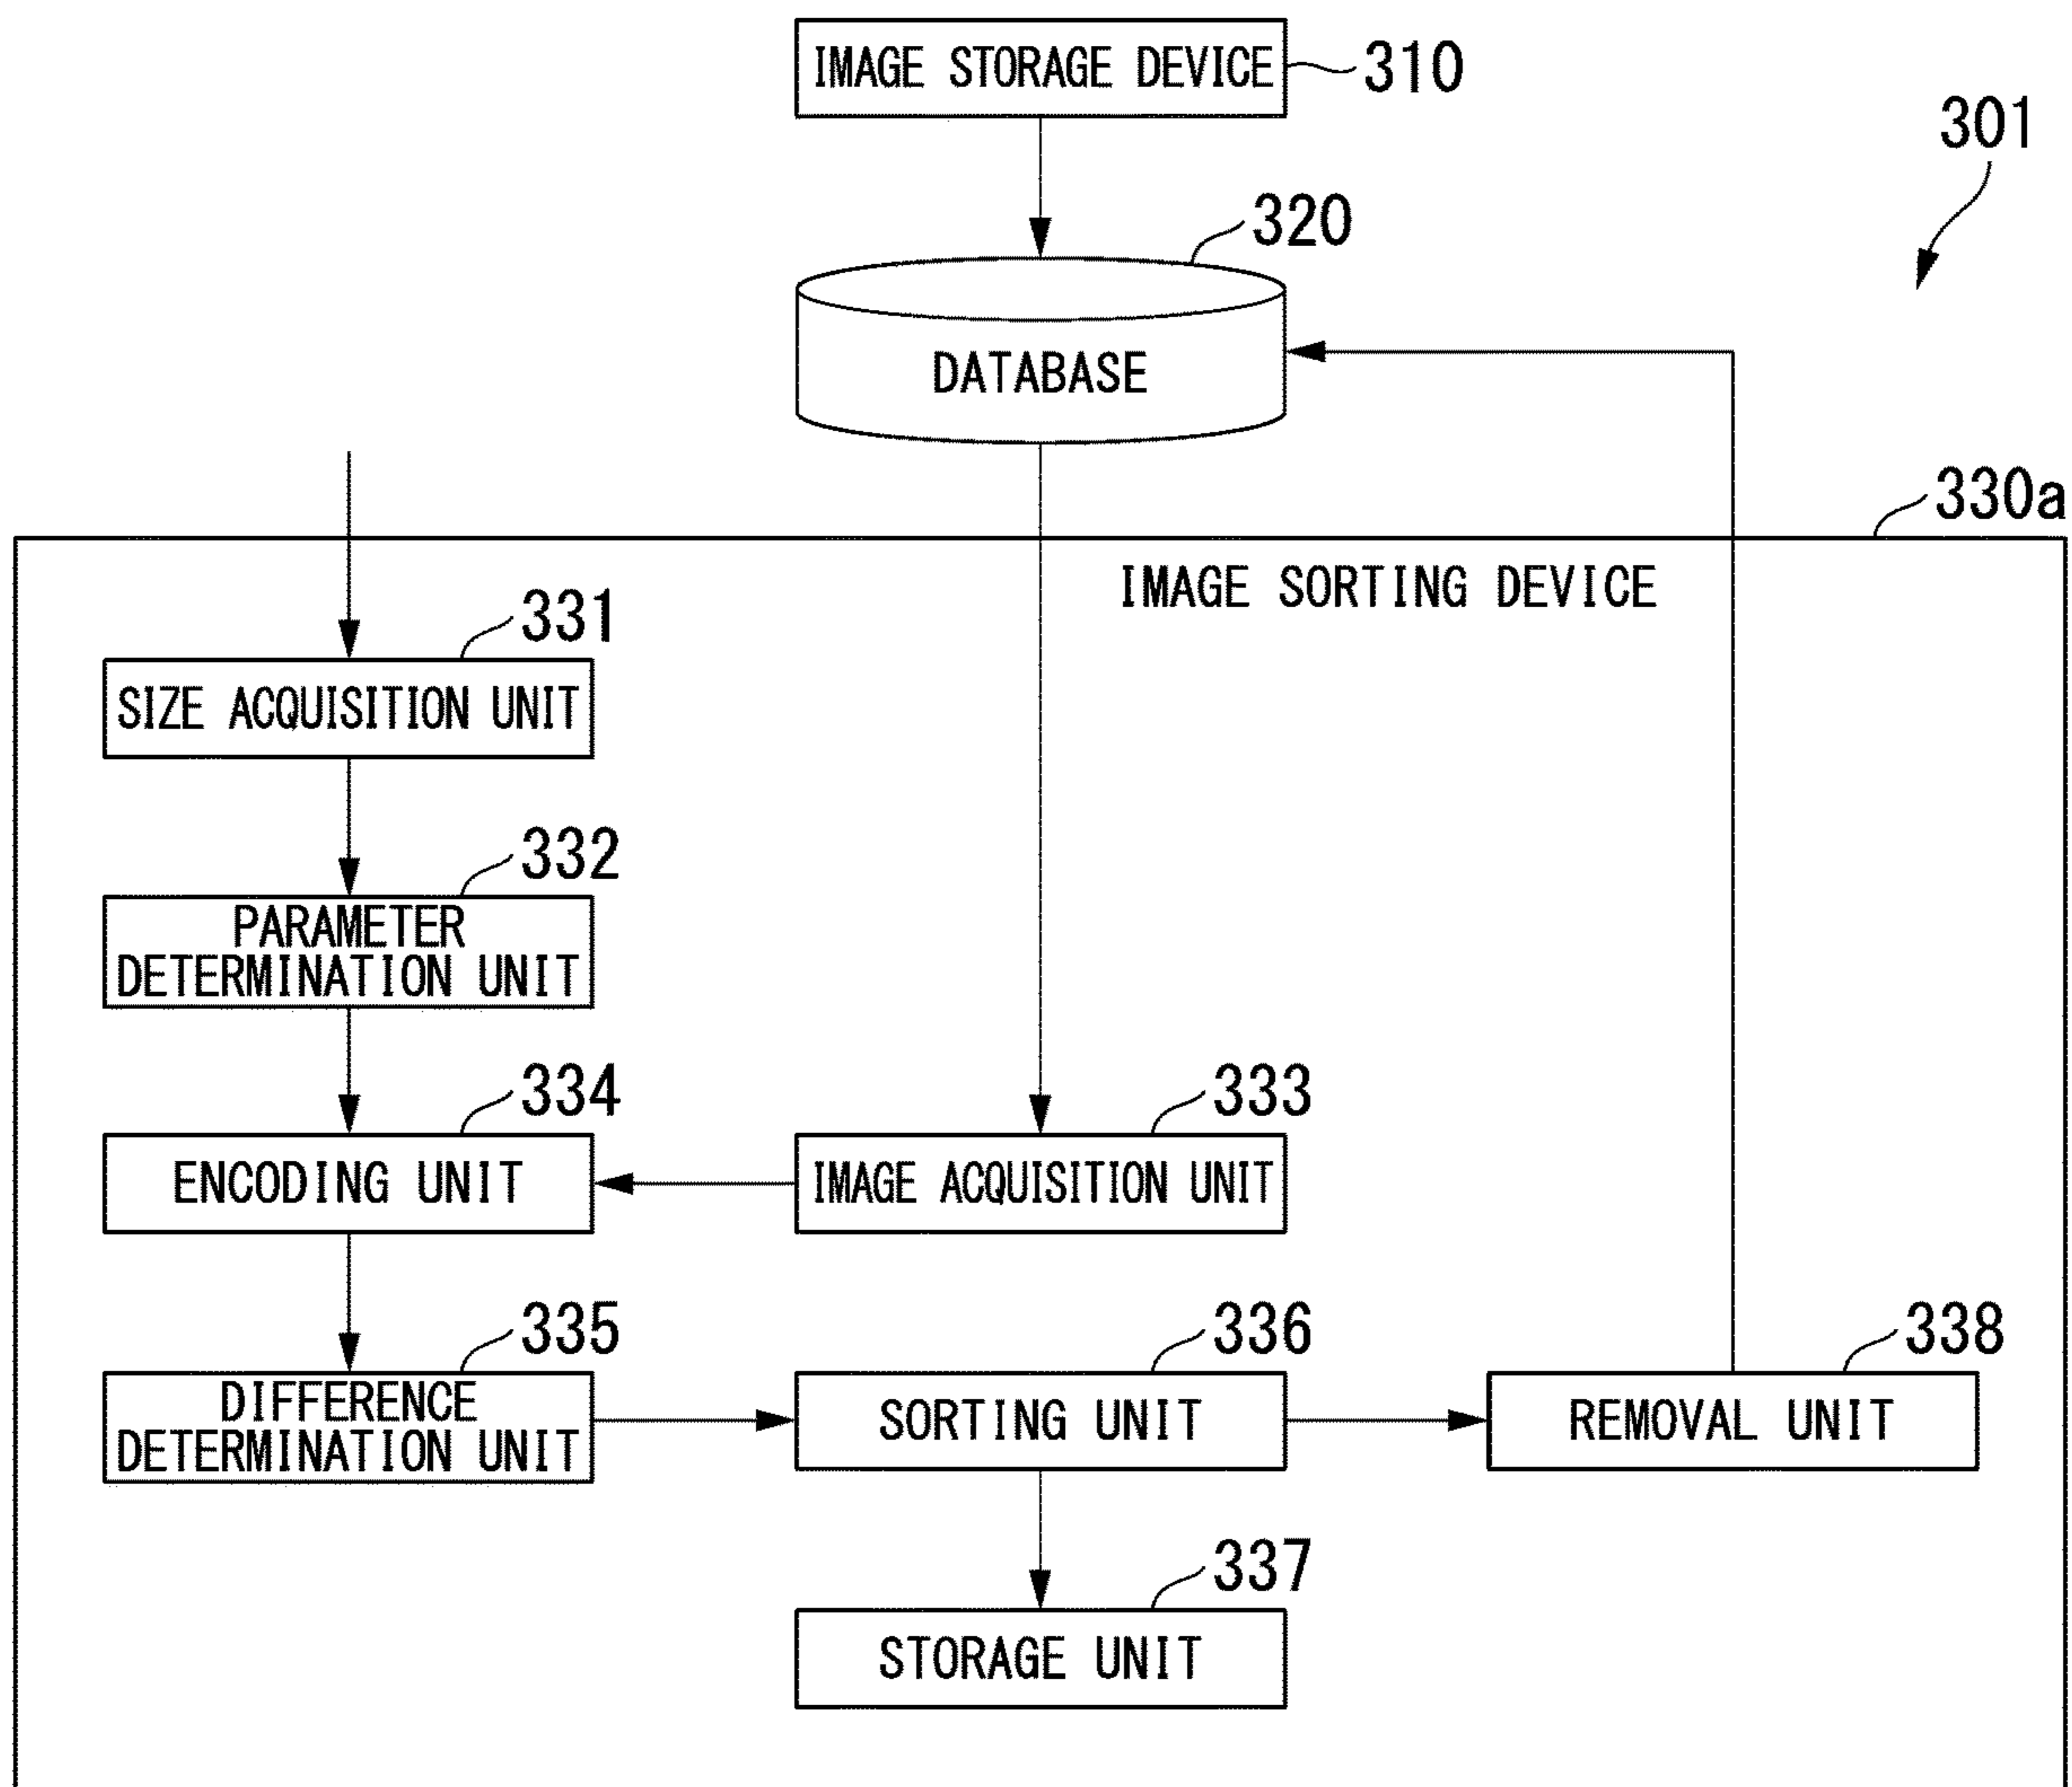 IMAGE STORAGE DEVICE
310
301
320
DATABASE
330a
IMAGE SORTING DEVICE
331
SIZE ACQUISITION UNIT
332
PARAMETER
DETERMINATION UNIT
334
333
ENCODING UNIT
IMAGE ACQUISITION UNIT
335
336
338
DIFFERENCE
DETERMINATION UNIT
SORTING UNIT
REMOVAL UNIT
337
STORAGE UNIT